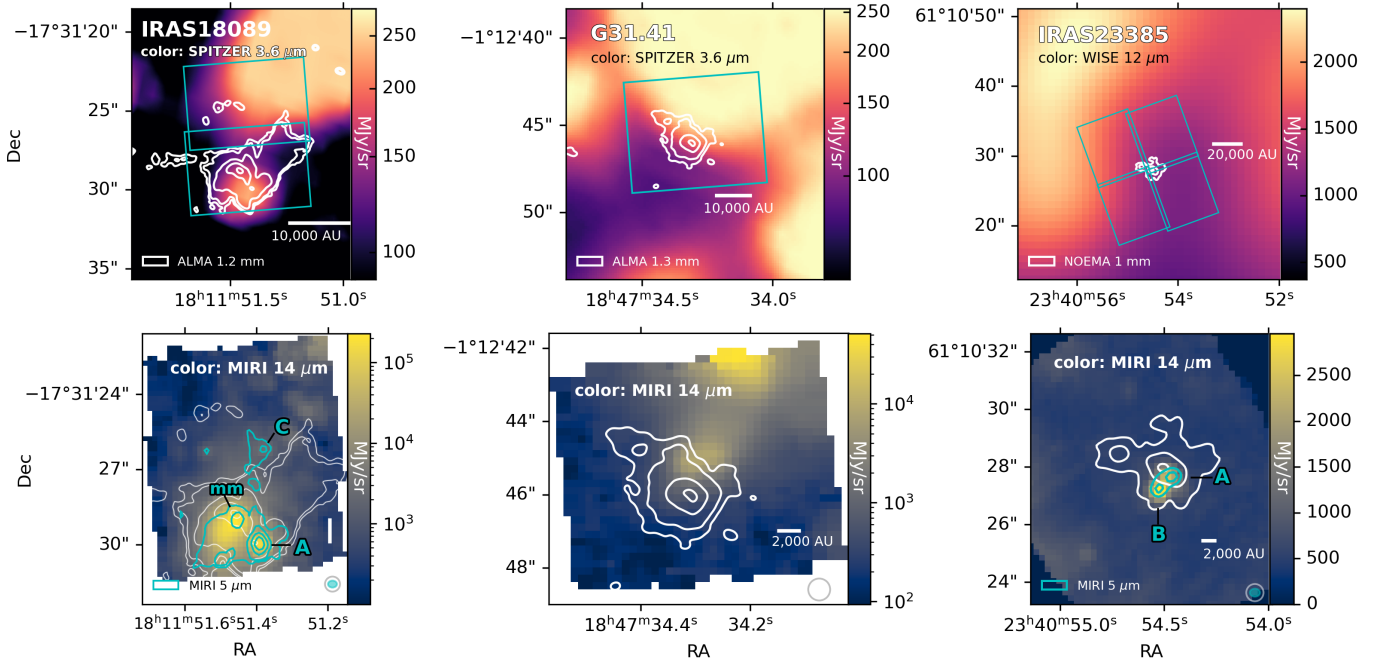 IRAS18089
color: SPITZER 3.6 μm
−17°31'20"
25"
30"
35"
Dec
10,000 AU
ALMA 1.2 mm
18ʰ11ᵐ51.5ˢ
51.0ˢ
250
200
150
100
MJy/sr
G31.41
color: SPITZER 3.6 μm
−1°12'40"
45"
50"
10,000 AU
ALMA 1.3 mm
18ʰ47ᵐ34.5ˢ
34.0ˢ
250
200
150
100
MJy/sr
IRAS23385
color: WISE 12 μm
61°10'50"
40"
30"
20"
20,000 AU
NOEMA 1 mm
23ʰ40ᵐ56ˢ
54ˢ
52ˢ
2000
1500
1000
500
MJy/sr
color: MIRI 14 μm
−17°31'24"
27"
30"
Dec
C
mm
A
MIRI 5 μm
18ʰ11ᵐ51.6ˢ
51.4ˢ
51.2ˢ
RA
10⁵
10⁴
10³
MJy/sr
color: MIRI 14 μm
−1°12'42"
44"
46"
48"
2,000 AU
18ʰ47ᵐ34.4ˢ
34.2ˢ
RA
10⁴
10³
10²
MJy/sr
color: MIRI 14 μm
61°10'32"
30"
28"
26"
24"
A
B
2,000 AU
MIRI 5 μm
23ʰ40ᵐ55.0ˢ
54.5ˢ
54.0ˢ
RA
2500
2000
1500
1000
500
0
MJy/sr